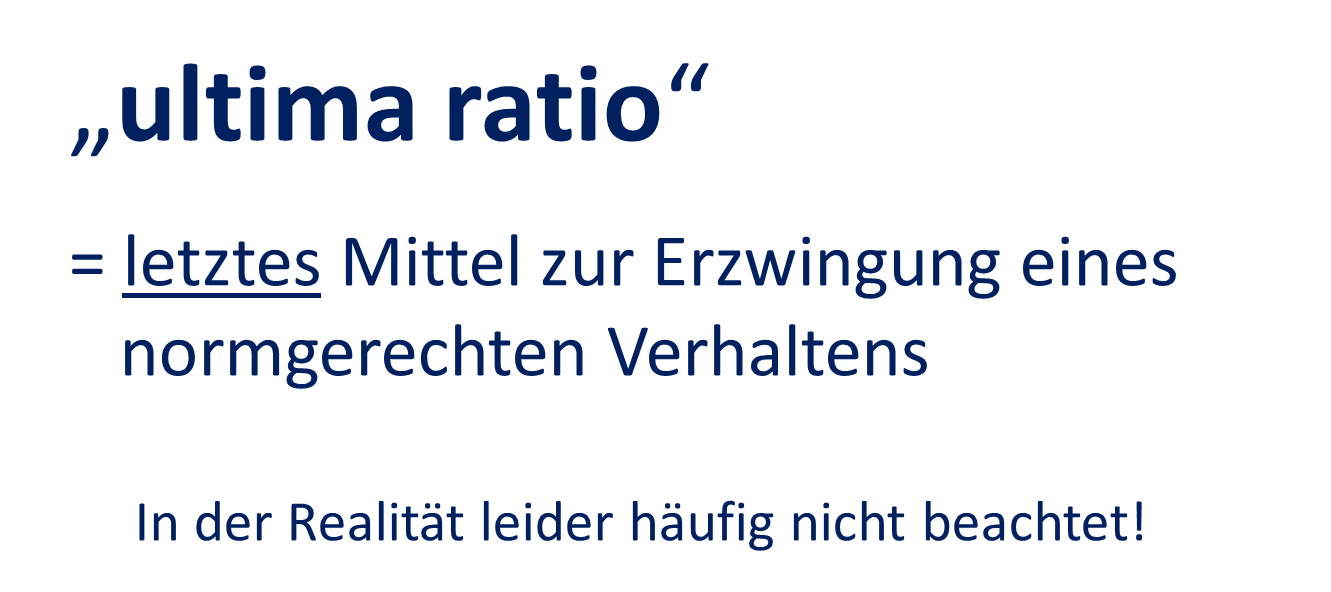 „ultima ratio“
= letztes Mittel zur Erzwingung eines
normgerechten Verhaltens
In der Realität leider häufig nicht beachtet!